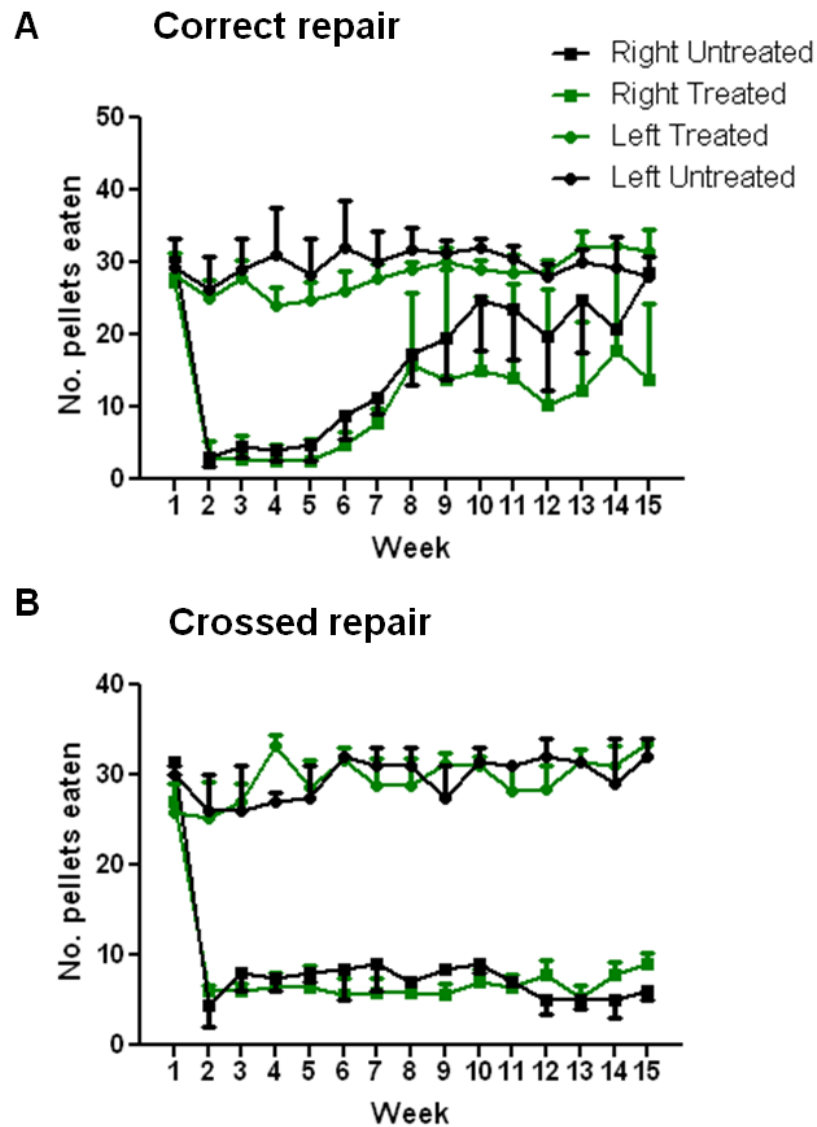 A
Correct repair
Right Untreated
Right Treated
Left Treated
Left Untreated
50
40
30
20
10
0
No. pellets eaten
1 2 3 4 5 6 7 8 9 10 11 12 13 14 15
Week
B
Crossed repair
40
30
20
10
0
No. pellets eaten
1 2 3 4 5 6 7 8 9 10 11 12 13 14 15
Week